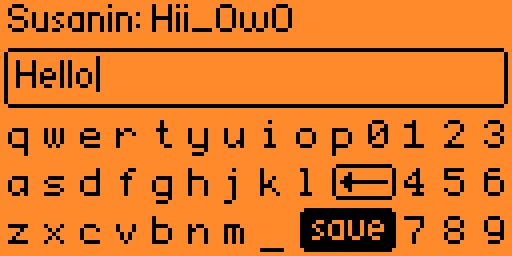 Susanin: Hii_OwO
Hello
q w e r t y u i o p 0 1 2 3
a s d f g h j k l 4 5 6
z x c v b n m _ save 7 8 9